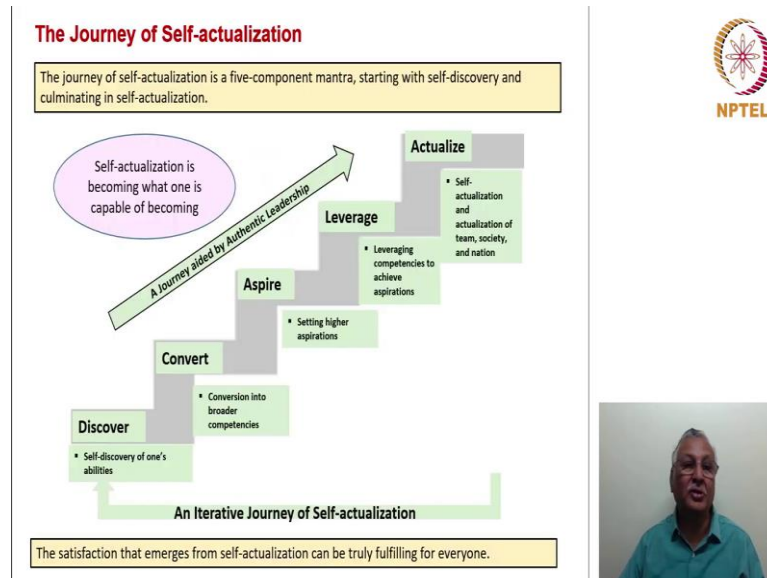 The Journey of Self-actualization
NPTEL
The journey of self-actualization is a five-component mantra, starting with self-discovery and
culminating in self-actualization.
Self-actualization is
becoming what one is
capable of becoming
A Journey aided by Authentic Leadership
Actualize
▪ Self-
actualization
and
actualization of
team, society,
and nation
Leverage
▪ Leveraging
competencies to
achieve
aspirations
Aspire
▪ Setting higher
aspirations
Convert
▪ Conversion into
broader
competencies
Discover
▪ Self-discovery of one's
abilities
An Iterative Journey of Self-actualization
The satisfaction that emerges from self-actualization can be truly fulfilling for everyone.